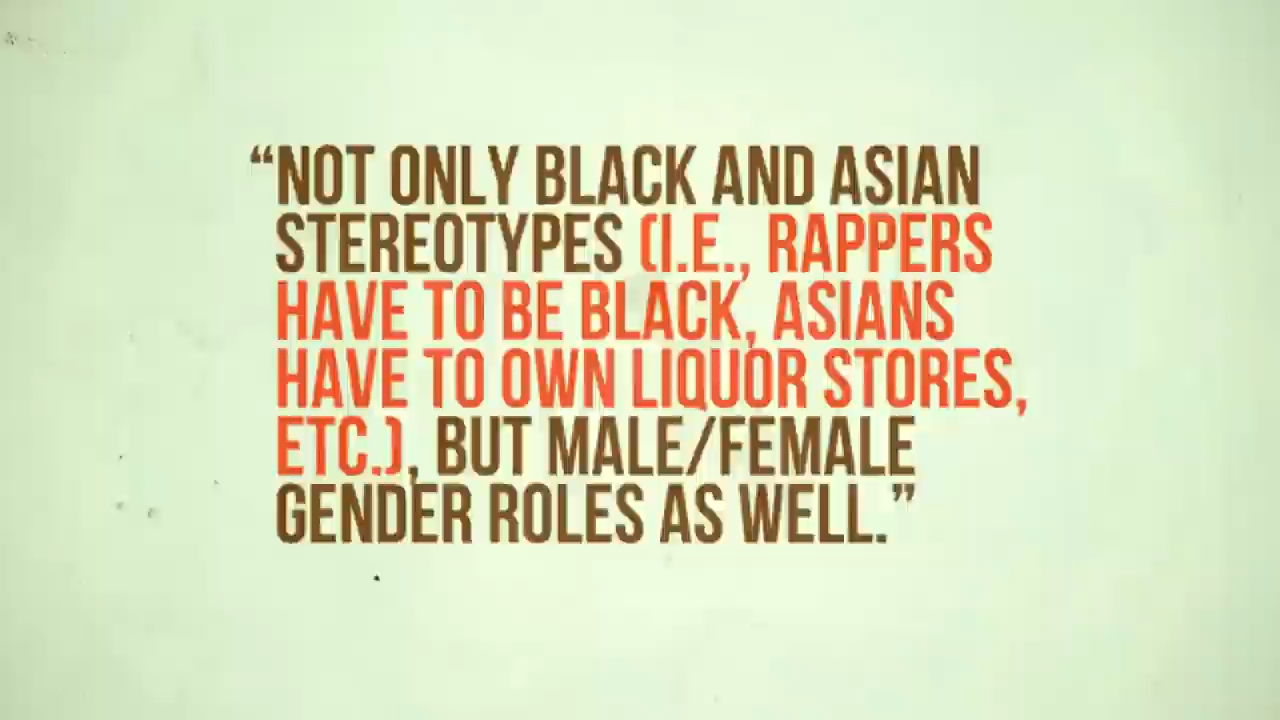 “NOT ONLY BLACK AND ASIAN
STEREOTYPES (I.E., RAPPERS
HAVE TO BE BLACK, ASIANS
HAVE TO OWN LIQUOR STORES,
ETC.), BUT MALE/FEMALE
GENDER ROLES AS WELL.”